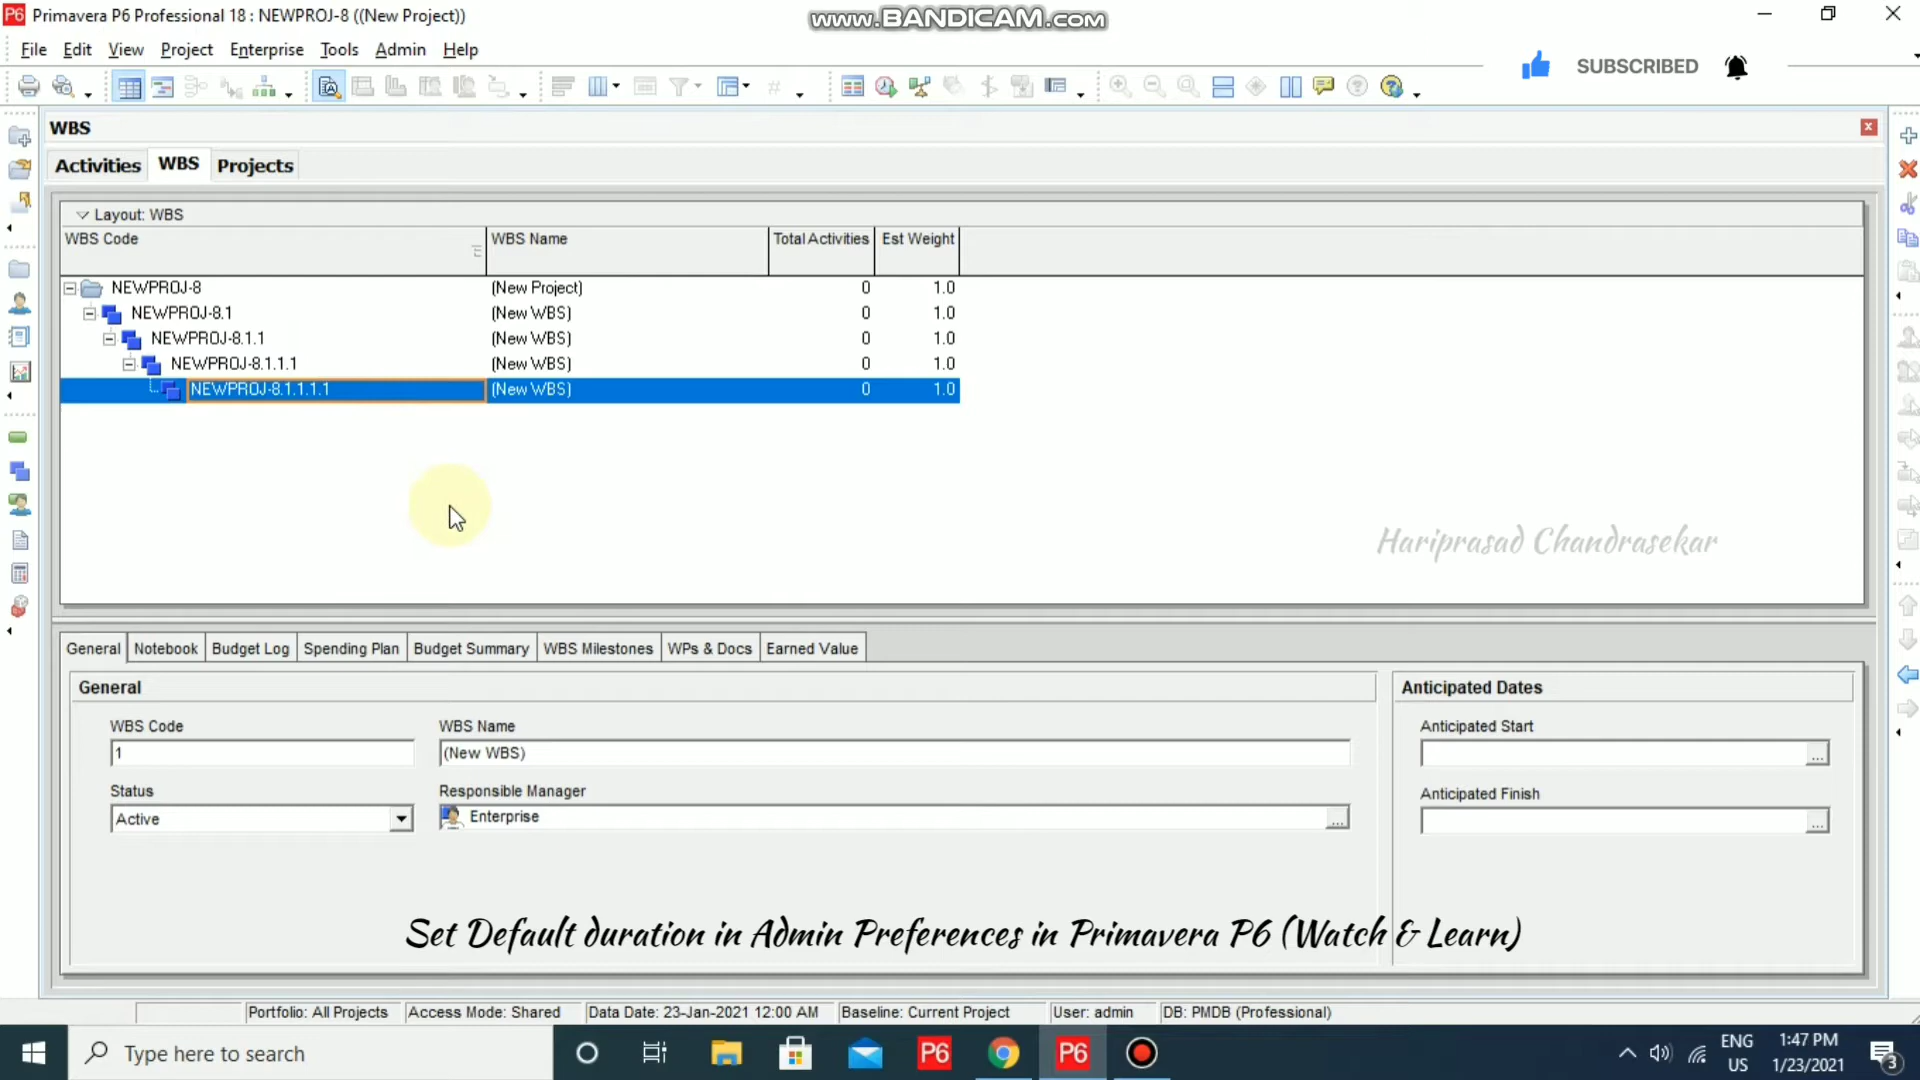 Primavera P6 Professional 18 : NEWPROJ-8 ((New Project))
www.BANDICAM.com
File Edit View Project Enterprise Tools Admin Help
SUBSCRIBED
WBS
Activities WBS Projects
Layout: WBS
WBS Code WBS Name Total Activities Est Weight
NEWPROJ-8 (New Project) 0 1.0
NEWPROJ-8.1 (New WBS) 0 1.0
NEWPROJ-8.1.1 (New WBS) 0 1.0
NEWPROJ-8.1.1.1 (New WBS) 0 1.0
NEWPROJ-8.1.1.1.1 (New WBS) 0 1.0
Hariprasad Chandrasekar
General Notebook Budget Log Spending Plan Budget Summary WBS Milestones WPs & Docs Earned Value
General Anticipated Dates
WBS Code WBS Name Anticipated Start
1 (New WBS)
Status Responsible Manager Anticipated Finish
Active Enterprise
Set Default duration in Admin Preferences in Primavera P6 (Watch & Learn)
Portfolio: All Projects Access Mode: Shared Data Date: 23-Jan-2021 12:00 AM Baseline: Current Project User: admin DB: PMDB (Professional)
Type here to search P6 P6 ENG US 1:47 PM 1/23/2021 3